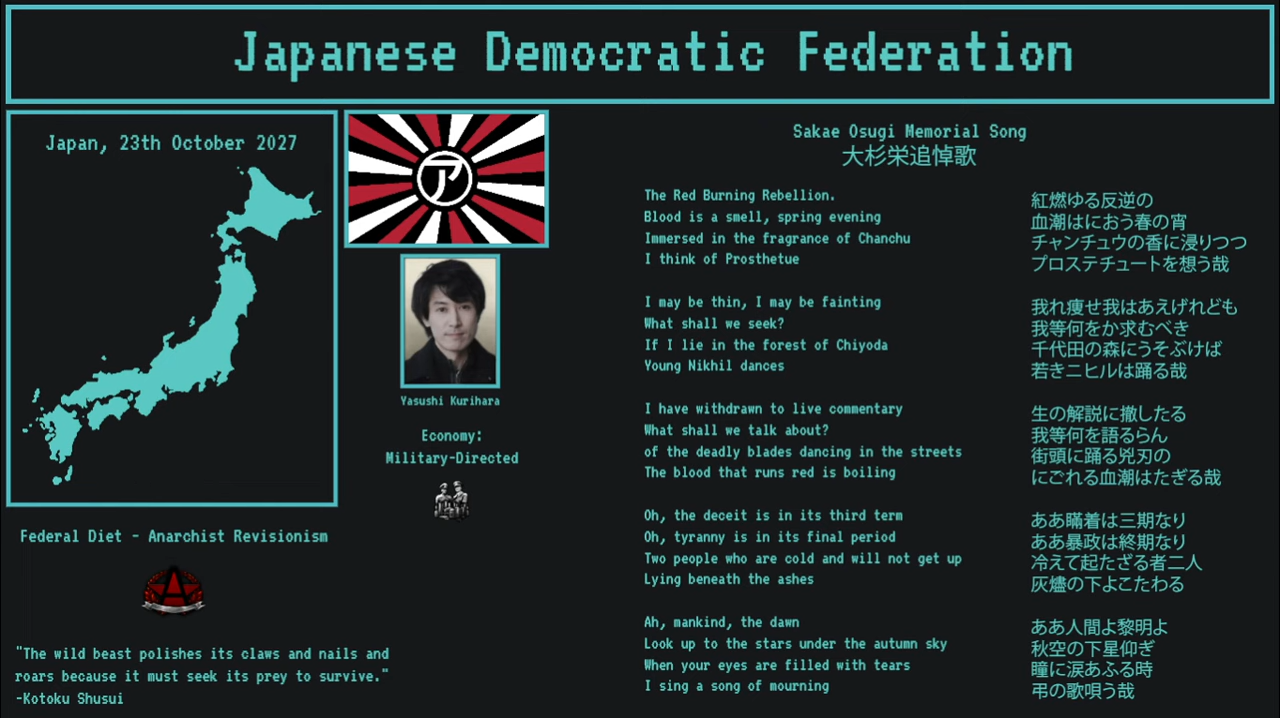 Japanese Democratic Federation
Japan, 23th October 2027
ア
Yasushi Kurihara
Economy:
Military-Directed
Federal Diet - Anarchist Revisionism
A
"The wild beast polishes its claws and nails and
roars because it must seek its prey to survive."
-Kotoku Shusui
Sakae Osugi Memorial Song
大杉栄追悼歌
The Red Burning Rebellion.
Blood is a smell, spring evening
Immersed in the fragrance of Chanchu
I think of Prosthetue
I may be thin, I may be fainting
What shall we seek?
If I lie in the forest of Chiyoda
Young Nikhil dances
I have withdrawn to live commentary
What shall we talk about?
of the deadly blades dancing in the streets
The blood that runs red is boiling
Oh, the deceit is in its third term
Oh, tyranny is in its final period
Two people who are cold and will not get up
Lying beneath the ashes
Ah, mankind, the dawn
Look up to the stars under the autumn sky
When your eyes are filled with tears
I sing a song of mourning
紅燃ゆる反逆の
血潮はにおう春の宵
チャンチュウの香に浸りつつ
プロステチュートを想う哉
我れ痩せ我はあえげれども
我等何をか求むべき
千代田の森にうそぶけば
若きニヒルは踊る哉
生の解説に撤したる
我等何を語るらん
街頭に踊る兇刃の
にごれる血潮はたぎる哉
ああ瞞着は三期なり
ああ暴政は終期なり
冷えて起たざる者二人
灰燼の下よこたわる
ああ人間よ黎明よ
秋空の下星仰ぎ
瞳に涙あふる時
弔の歌唄う哉